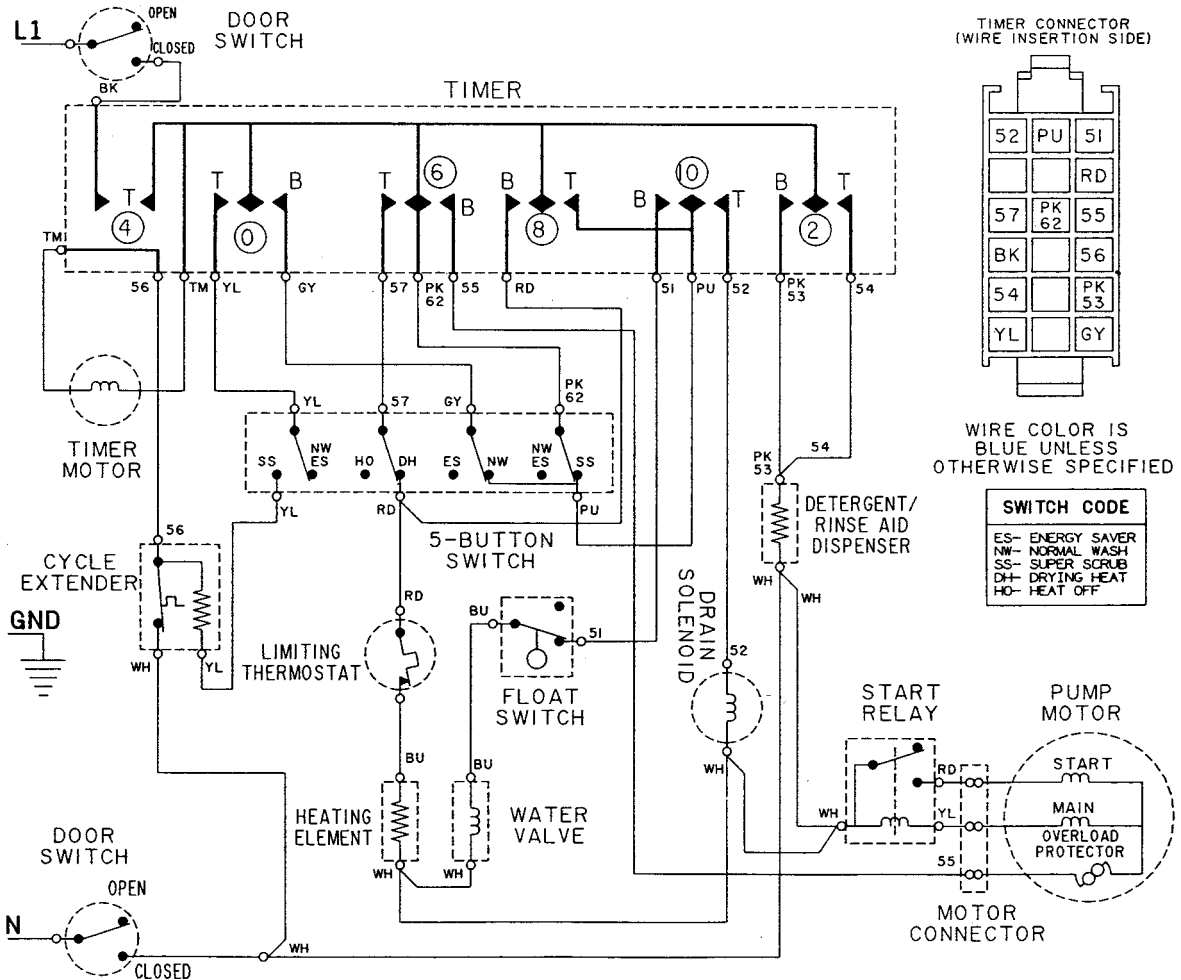 L1
OPEN
CLOSED
DOOR
SWITCH
BK
TIMER
TIMER CONNECTOR
(WIRE INSERTION SIDE)
52 PU 51
RD
57 PK 62 55
BK 56
54 PK 53
YL GY
T
4
T
B
0
T
6
B
B
T
8
B
10
T
B
T
2
TM
56
TM
YL
GY
57
PK
62
55
RD
51
PU
52
PK
53
54
TIMER
MOTOR
YL
57
GY
PK
62
SS
NW
ES
HO
DH
ES
NW
NW
ES
SS
YL
RD
PU
5-BUTTON
SWITCH
WIRE COLOR IS
BLUE UNLESS
OTHERWISE SPECIFIED
SWITCH CODE
ES- ENERGY SAVER
NW- NORMAL WASH
SS- SUPER SCRUB
DH- DRYING HEAT
HO- HEAT OFF
54
PK
53
DETERGENT/
RINSE AID
DISPENSER
WH
WH
56
CYCLE
EXTENDER
WH
YL
GND
RD
LIMITING
THERMOSTAT
BU
51
FLOAT
SWITCH
DRAIN
SOLENOID
52
WH
START
RELAY
PUMP
MOTOR
RD
START
WH
YL
MAIN
OVERLOAD
PROTECTOR
55
MOTOR
CONNECTOR
BU
HEATING
ELEMENT
WH
BU
WATER
VALVE
WH
DOOR
SWITCH
OPEN
N
CLOSED
WH